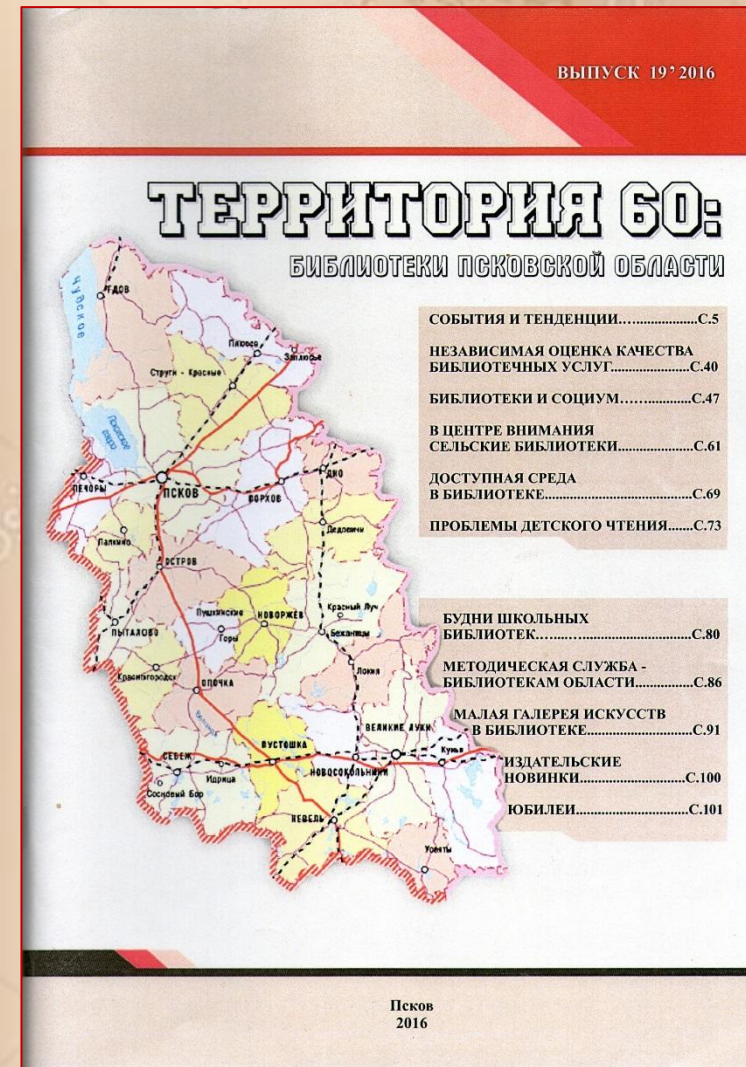 ВЫПУСК 19’2016
ТЕРРИТОРИЯ 60:
БИБЛИОТЕКИ ПСКОВСКОЙ ОБЛАСТИ
СОБЫТИЯ И ТЕНДЕНЦИИ.…................С.5
НЕЗАВИСИМАЯ ОЦЕНКА КАЧЕСТВА
БИБЛИОТЕЧНЫХ УСЛУГ.......................С.40
БИБЛИОТЕКИ И СОЦИУМ…….............С.47
В ЦЕНТРЕ ВНИМАНИЯ
СЕЛЬСКИЕ БИБЛИОТЕКИ......................С.61
ДОСТУПНАЯ СРЕДА
В БИБЛИОТЕКЕ...........................................С.69
ПРОБЛЕМЫ ДЕТСКОГО ЧТЕНИЯ.......С.73
БУДНИ ШКОЛЬНЫХ
БИБЛИОТЕК….......…..............................С.80
МЕТОДИЧЕСКАЯ СЛУЖБА -
БИБЛИОТЕКАМ ОБЛАСТИ.................С.86
МАЛАЯ ГАЛЕРЕЯ ИСКУССТВ
В БИБЛИОТЕКЕ...............................С.91
ИЗДАТЕЛЬСКИЕ
НОВИНКИ...............................С.100
ЮБИЛЕИ..................................С.101
Чудское
ГДОВ
Плюсса
Заплюсье
Струги - Красные
Псковское
озеро
ПЕЧОРЫ
ПСКОВ
ПОРХОВ
ДНО
Палкино
Дедовичи
ОСТРОВ
Пушкинские
Горы
НОВОРЖЕВ
Красный Луч
Бежаницы
ПЫТАЛОВО
Красногородск
ОПОЧКА
Локня
ВЕЛИКИЕ ЛУКИ
СЕБЕЖ
ПУСТОШКА
Кунья
Идрица
НОВОСОКОЛЬНИКИ
Сосновый Бор
НЕВЕЛЬ
Усвяты
Псков
2016